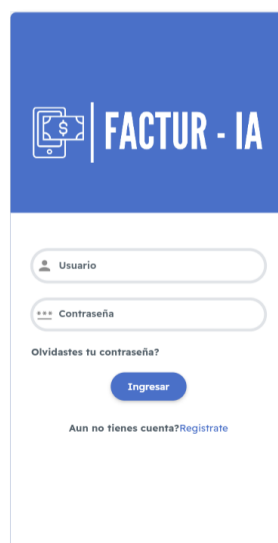 FACTUR - IA
Usuario
Contraseña
Olvidastes tu contraseña?
Ingresar
Aun no tienes cuenta?Registrate